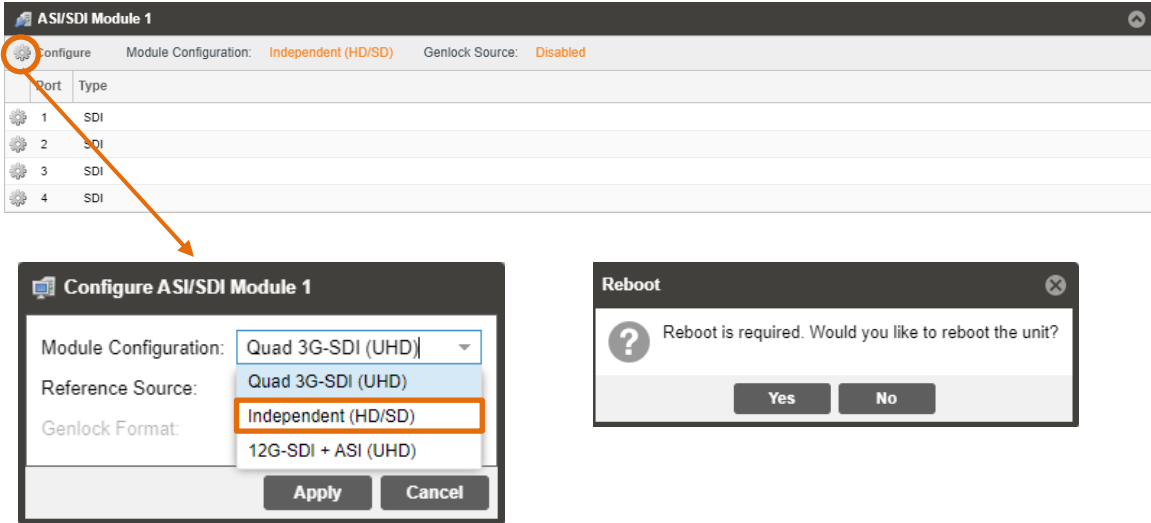 ASI/SDI Module 1
Configure Module Configuration: Independent (HD/SD) Genlock Source: Disabled
Port Type
1 SDI
2 SDI
3 SDI
4 SDI
Configure ASI/SDI Module 1
Module Configuration: Quad 3G-SDI (UHD)
Reference Source: Quad 3G-SDI (UHD)
Genlock Format: Independent (HD/SD)
12G-SDI + ASI (UHD)
Apply Cancel
Reboot
Reboot is required. Would you like to reboot the unit?
Yes No